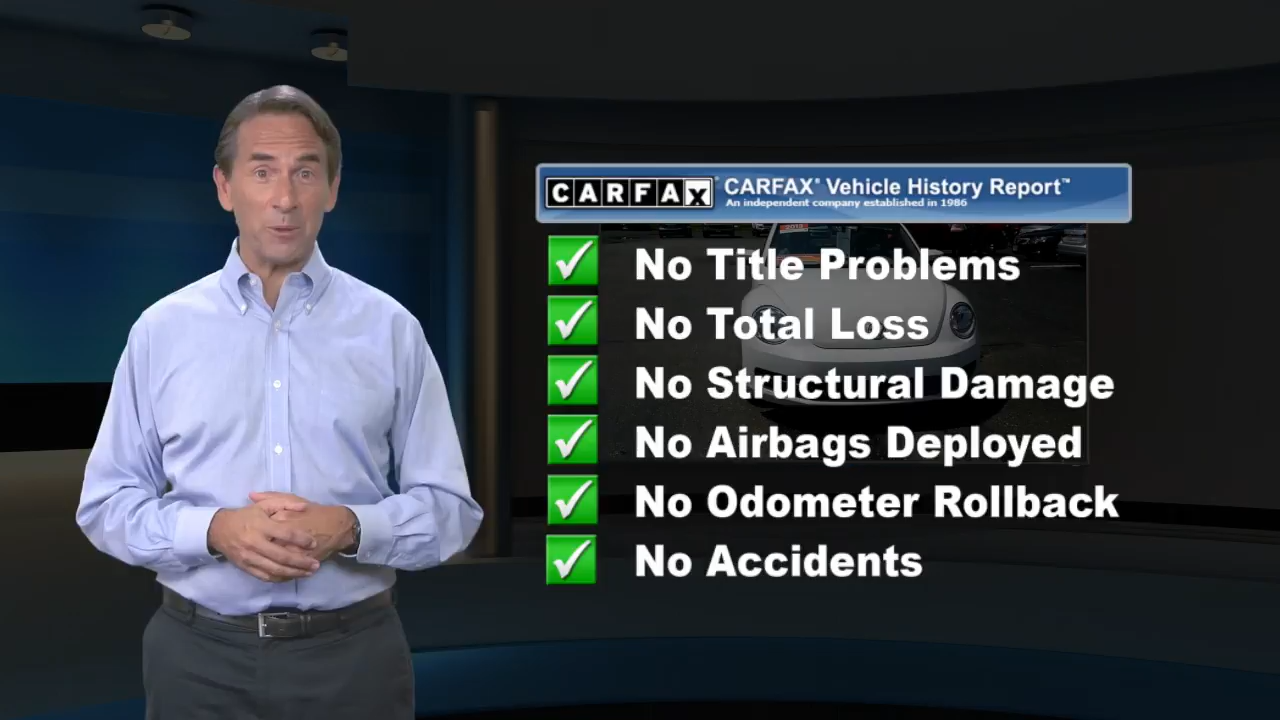 CARFAX® CARFAX® Vehicle History Report™
An independent company established in 1986
No Title Problems
No Total Loss
No Structural Damage
No Airbags Deployed
No Odometer Rollback
No Accidents